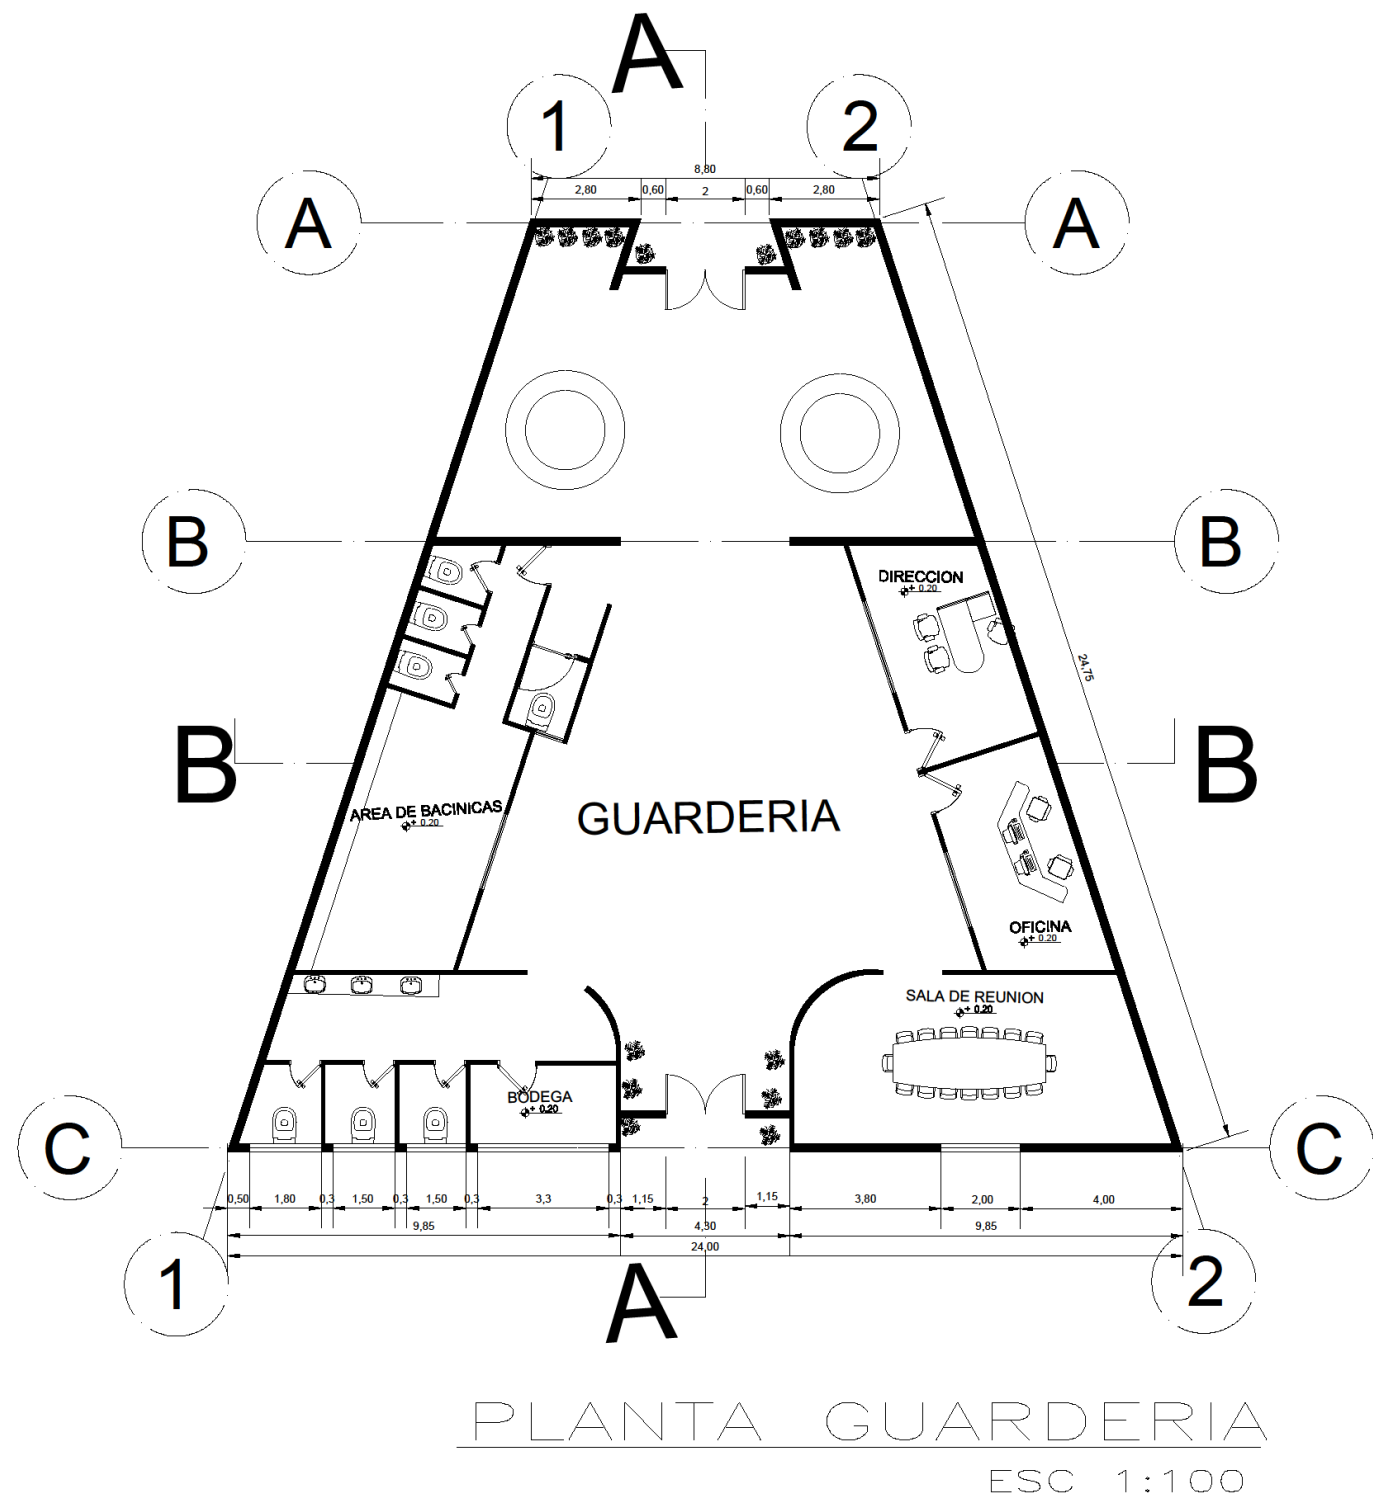 A
1 2
8,80
2,80 0,60 2 0,60 2,80
A A
B B
DIRECCION
+ 0.20
24,75
B B
AREA DE BACINICAS
+ 0.20
GUARDERIA
OFICINA
+ 0.20
SALA DE REUNION
+ 0.20
BODEGA
+ 0.20
C C
0,50 1,80 0,3 1,50 0,3 1,50 0,3 3,3 0,3 1,15 2 1,15 3,80 2,00 4,00
9,85 4,30 9,85
24,00
1 2
A
PLANTA GUARDERIA
ESC 1:100